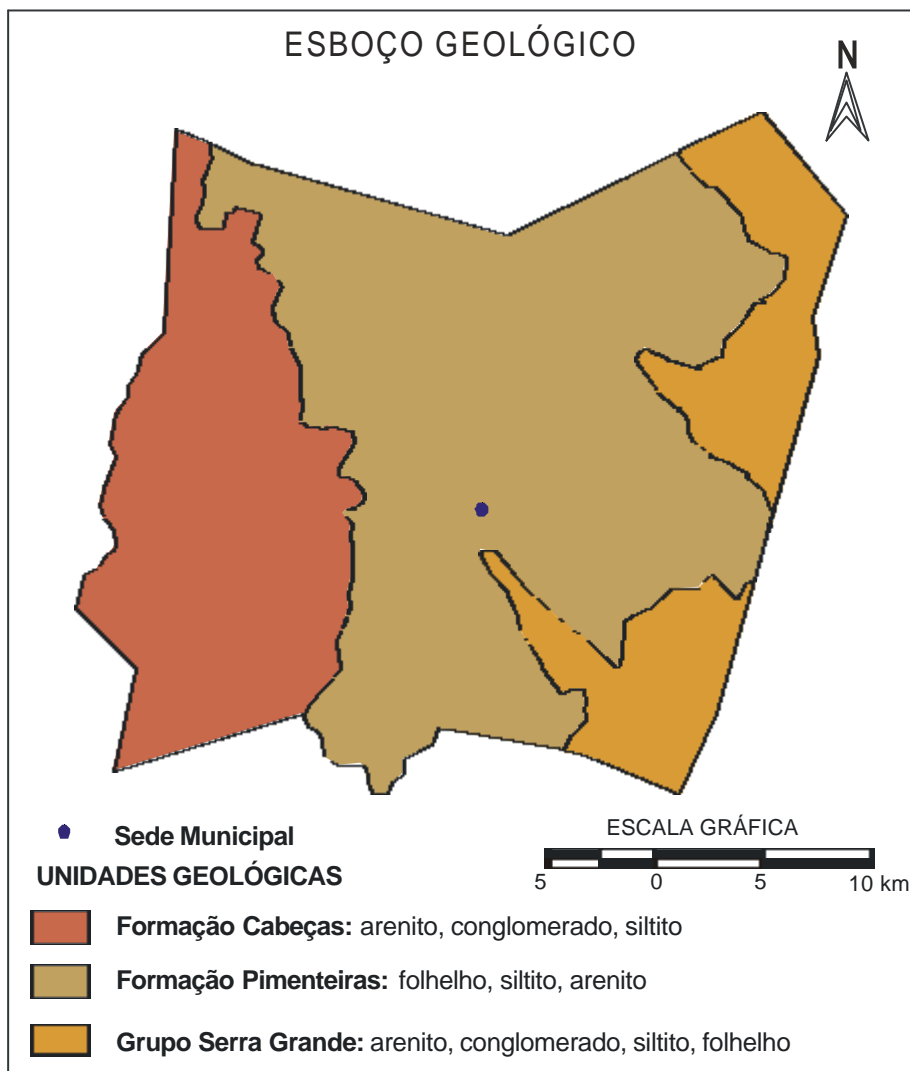 ESBOÇO GEOLÓGICO
N
Sede Municipal
ESCALA GRÁFICA
5 0 5 10 km
UNIDADES GEOLÓGICAS
Formação Cabeças: arenito, conglomerado, siltito
Formação Pimenteiras: folhelho, siltito, arenito
Grupo Serra Grande: arenito, conglomerado, siltito, folhelho